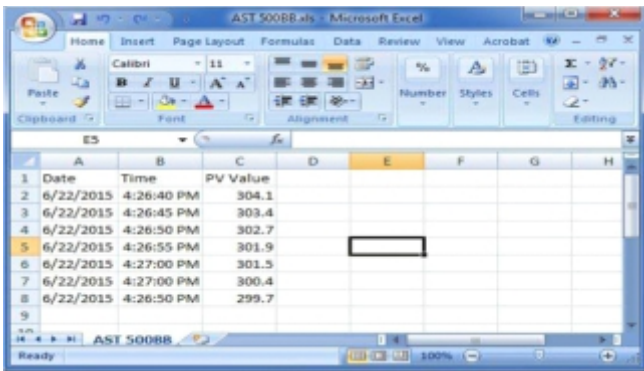 AST 500BB.xls - Microsoft Excel
Home Insert Page Layout Formulas Data Review View Acrobat
Paste
Calibri 11
B I U A A
A
%
Number
Styles
Cells
Clipboard Font Alignment Editing
E5 fx
A B C D E F G H
1 Date Time PV Value
2 6/22/2015 4:26:40 PM 304.1
3 6/22/2015 4:26:45 PM 303.4
4 6/22/2015 4:26:50 PM 302.7
5 6/22/2015 4:26:55 PM 301.9
6 6/22/2015 4:27:00 PM 301.5
7 6/22/2015 4:27:00 PM 300.4
8 6/22/2015 4:26:50 PM 299.7
9
10
AST 500BB
Ready 100%